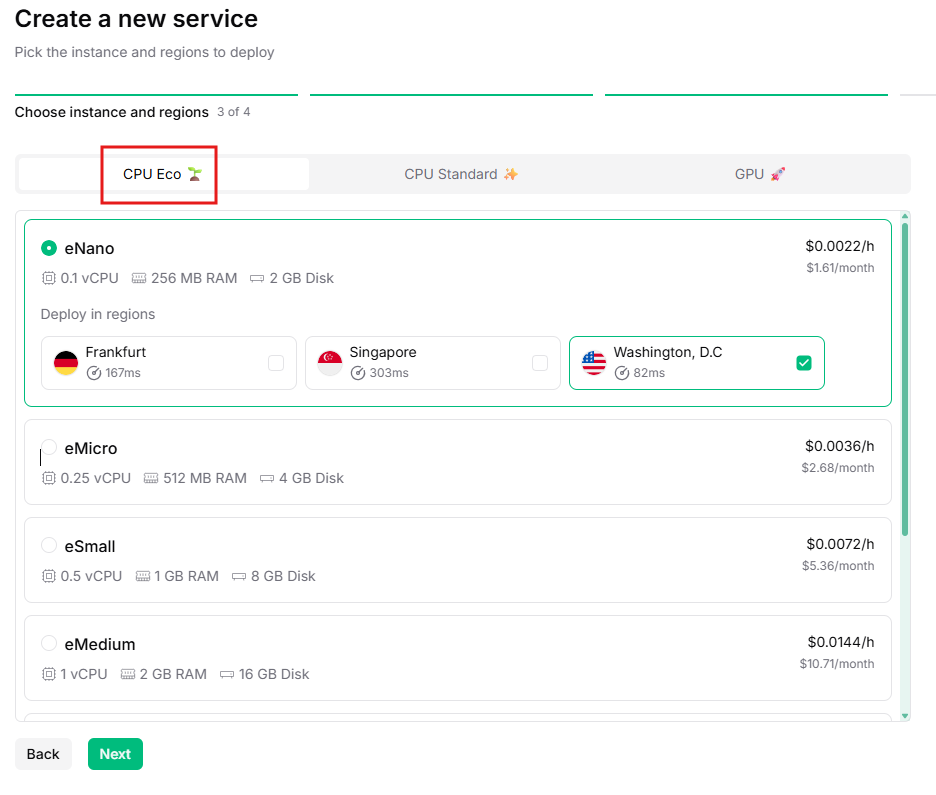 Create a new service
Pick the instance and regions to deploy
Choose instance and regions 3 of 4
CPU Eco 🌱 CPU Standard ✨ GPU 🚀
eNano $0.0022/h
0.1 vCPU 256 MB RAM 2 GB Disk $1.61/month
Deploy in regions
Frankfurt Singapore Washington, D.C
167ms 303ms 82ms
eMicro $0.0036/h
0.25 vCPU 512 MB RAM 4 GB Disk $2.68/month
eSmall $0.0072/h
0.5 vCPU 1 GB RAM 8 GB Disk $5.36/month
eMedium $0.0144/h
1 vCPU 2 GB RAM 16 GB Disk $10.71/month
Back Next